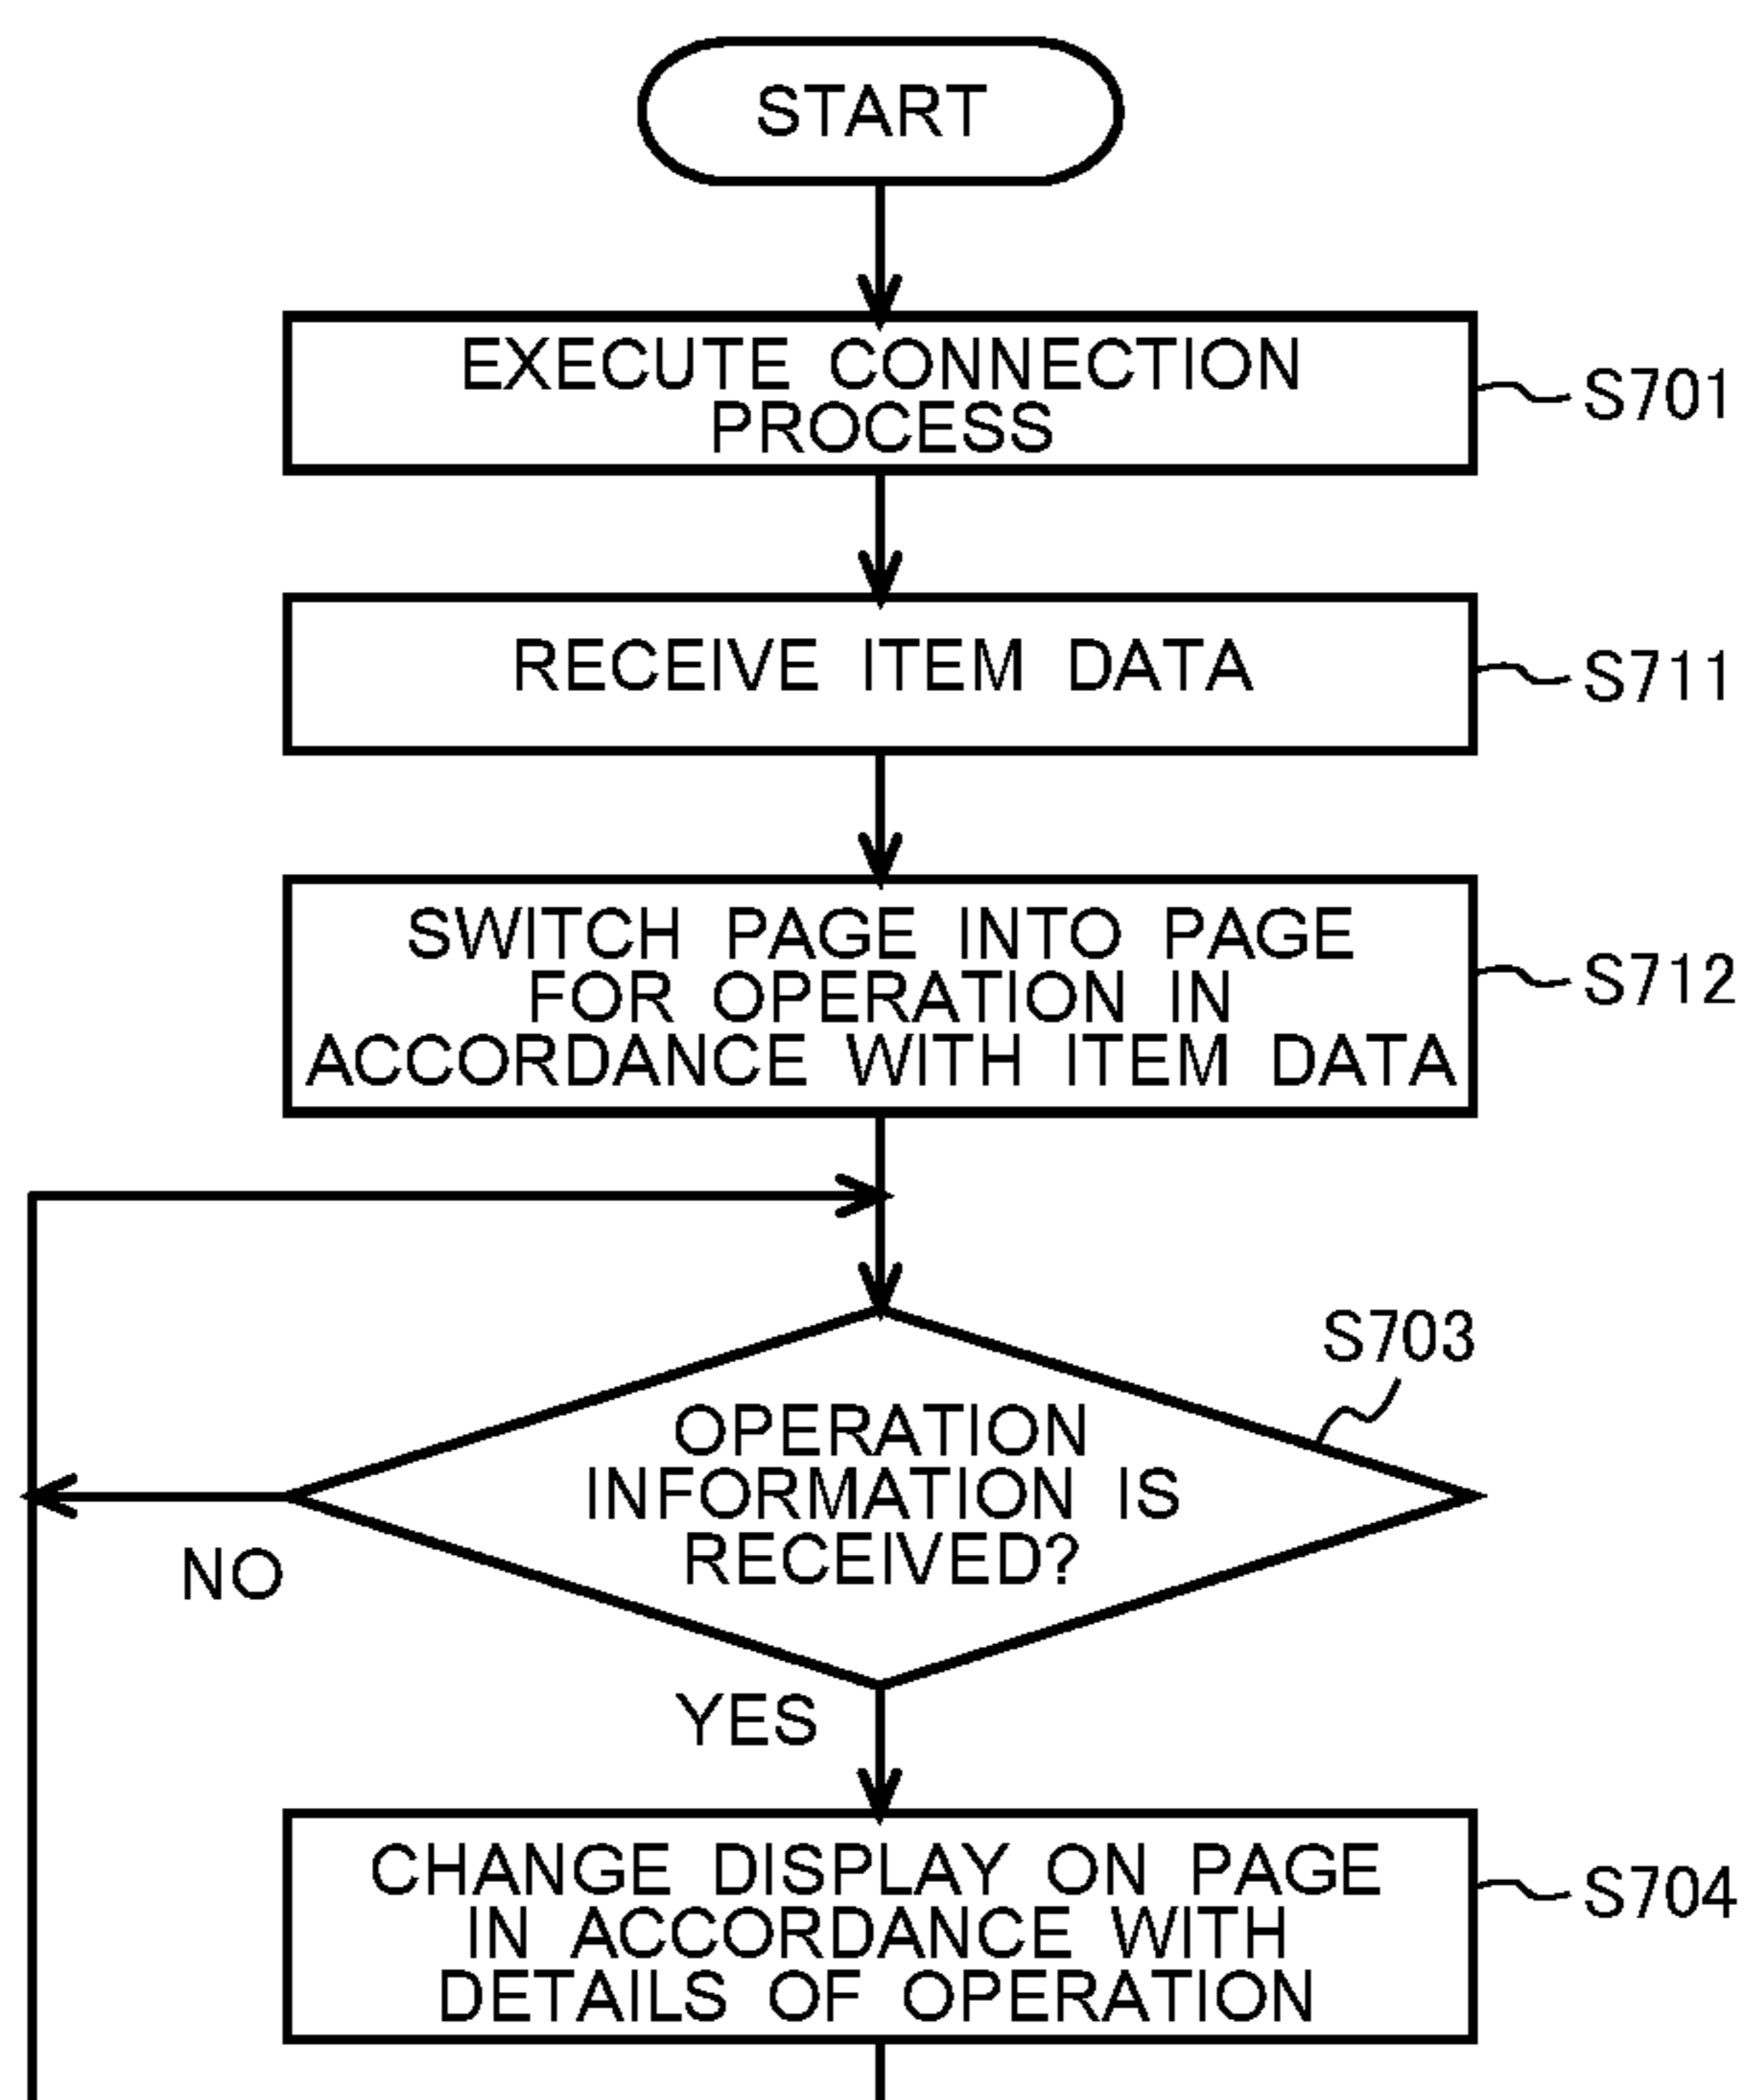 START
EXECUTE CONNECTION
PROCESS
S701
RECEIVE ITEM DATA
S711
SWITCH PAGE INTO PAGE
FOR OPERATION IN
ACCORDANCE WITH ITEM DATA
S712
S703
OPERATION
INFORMATION IS
RECEIVED?
NO
YES
CHANGE DISPLAY ON PAGE
IN ACCORDANCE WITH
DETAILS OF OPERATION
S704